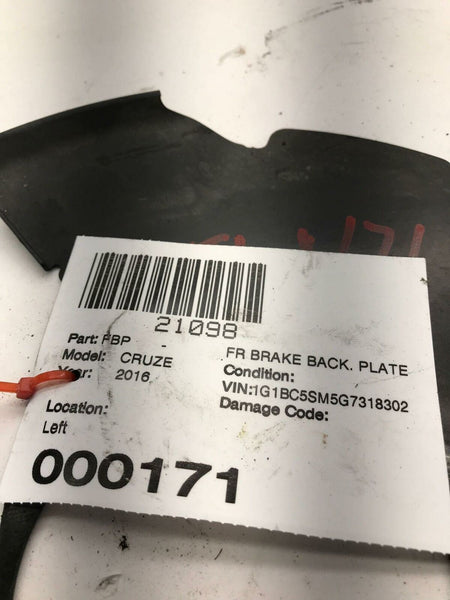 171
21098
Part: FBP -
FR BRAKE BACK. PLATE
Model: CRUZE
Condition:
Year: 2016
VIN:1G1BC5SM5G7318302
Damage Code:
Location:
Left
000171